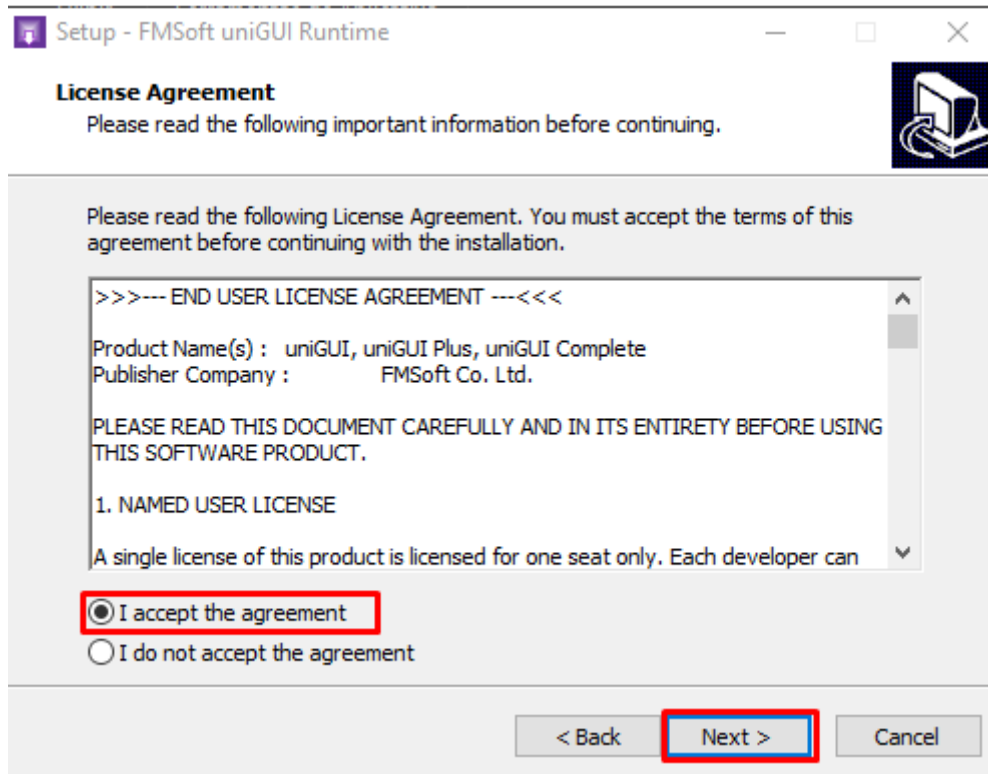 Setup - FMSoft uniGUI Runtime
License Agreement
Please read the following important information before continuing.
Please read the following License Agreement. You must accept the terms of this
agreement before continuing with the installation.
>>>--- END USER LICENSE AGREEMENT ---<<<
Product Name(s) : uniGUI, uniGUI Plus, uniGUI Complete
Publisher Company : FMSoft Co. Ltd.
PLEASE READ THIS DOCUMENT CAREFULLY AND IN ITS ENTIRETY BEFORE USING
THIS SOFTWARE PRODUCT.
1. NAMED USER LICENSE
A single license of this product is licensed for one seat only. Each developer can
I accept the agreement
I do not accept the agreement
< Back Next > Cancel